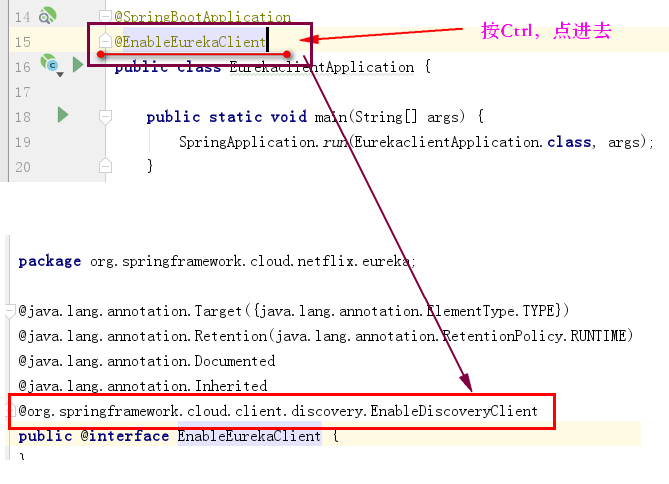 14 @SpringBootApplication
15 @EnableEurekaClient
按Ctrl，点进去
16 public class EurekaclientApplication {
17
18 public static void main(String[] args) {
19 SpringApplication.run(EurekaclientApplication.class, args);
20 }
package org.springframework.cloud.netflix.eureka;
@java.lang.annotation.Target({java.lang.annotation.ElementType.TYPE})
@java.lang.annotation.Retention(java.lang.annotation.RetentionPolicy.RUNTIME)
@java.lang.annotation.Documented
@java.lang.annotation.Inherited
@org.springframework.cloud.client.discovery.EnableDiscoveryClient
public @interface EnableEurekaClient {
}